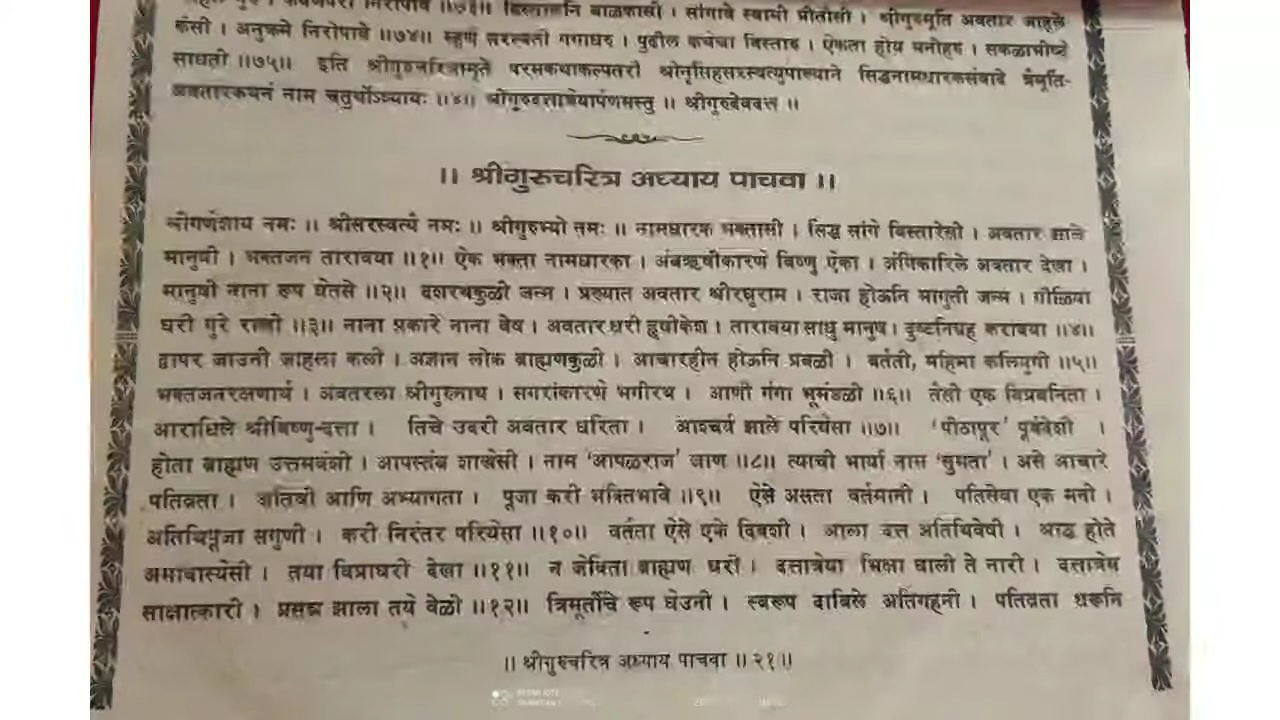 बाळकासी । सांगावे स्वामी प्रीतीसी । श्रीगुरुमूर्ति अवतार जाहले
कैसी । अनुक्रमे निरोपावे ॥७४॥ म्हणे सरस्वती गंगाधरु । पुढील कथेचा विस्तारु । ऐकता होय मनोहरु । सकळाभीष्टे
साधती ॥७५॥ इति श्रीगुरुचरित्रामृते परमकथाकल्पतरौ श्रीनृसिंहसरस्वत्युपाख्याने सिद्धनामधारकसंवादे त्रैमूर्ति-
अवतारकथनं नाम चतुर्थोऽध्यायः ॥४॥ श्रीगुरुदत्तात्रेयार्पणमस्तु ॥ श्रीगुरुदेवदत्त ॥
॥ श्रीगुरुचरित्र अध्याय पाचवा ॥
श्रीगणेशाय नमः ॥ श्रीसरस्वत्यै नमः ॥ श्रीगुरुभ्यो नमः ॥ नामधारक भक्तासी । सिद्ध सांगे विस्तारेसी । अवतार झाले
मानुषी । भक्तजन तारावया ॥१॥ ऐक भक्ता नामधारका । अंबऋषीकारणे विष्णु ऐका । अंगिकारिले अवतार देखा ।
मानुषी नाना रूप घेतसे ॥२॥ दशरथकुळी जन्म । प्रख्यात अवतार श्रीरघुराम । राजा होऊनि मागुती जन्म । गौळिया
घरी गुरे राखी ॥३॥ नाना प्रकारे नाना वेष । अवतार धरी हृषीकेश । तारावया साधु मानुष । दुष्टनिग्रह करावया ॥४॥
द्वापर जाउनी जाहला कली । अज्ञान लोक ब्राह्मणकुळी । आचारहीन होऊनि प्रबळी । वर्तती, महिमा कलियुगी ॥५॥
भक्तजनरक्षणार्थ । अवतरला श्रीगुरुनाथ । सगरांकारणे भगीरथ । आणी गंगा भूमंडळी ॥६॥ तैसी एक विप्रवनिता ।
आराधिले श्रीविष्णु-दत्ता । तिचे उदरी अवतार धरिता । आश्चर्य झाले परियेसा ॥७॥ 'पीठापूर' पूर्वदेशी ।
होता ब्राह्मण उत्तमवंशी । आपस्तंब शाखेसी । नाम 'आपळराज' जाण ॥८॥ त्याची भार्या नाम 'सुमता' । असे आचारे
पतिव्रता । अतिथी आणि अभ्यागता । पूजा करी भक्तिभावे ॥९॥ ऐसे असता वर्तमानी । पतिसेवा एक मनी ।
अतिथिपूजा सगुणी । करी निरंतर परियेसा ॥१०॥ वर्तता ऐसे एके दिवशी । आला दत्त अतिथिवेषी । श्राद्ध होते
अमावास्येसी । तया विप्राघरी देखा ॥११॥ न जेविता ब्राह्मण घरी । दत्तात्रेया भिक्षा घाली ते नारी । दत्तात्रेय
साक्षात्कारी । प्रसन्न झाला तये वेळी ॥१२॥ त्रिमूर्तीचे रूप घेउनी । स्वरूप दाविले अतिगहनी । पतिव्रता धरूनि
॥ श्रीगुरुचरित्र अध्याय पाचवा ॥२१॥